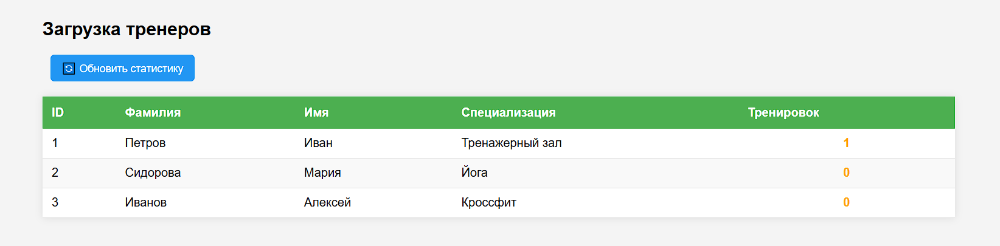 Загрузка тренеров
Обновить статистику
ID Фамилия Имя Специализация Тренировок
1 Петров Иван Тренажерный зал 1
2 Сидорова Мария Йога 0
3 Иванов Алексей Кроссфит 0